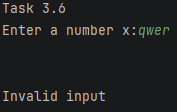 Task 3.6
Enter a number x:qwer
Invalid input